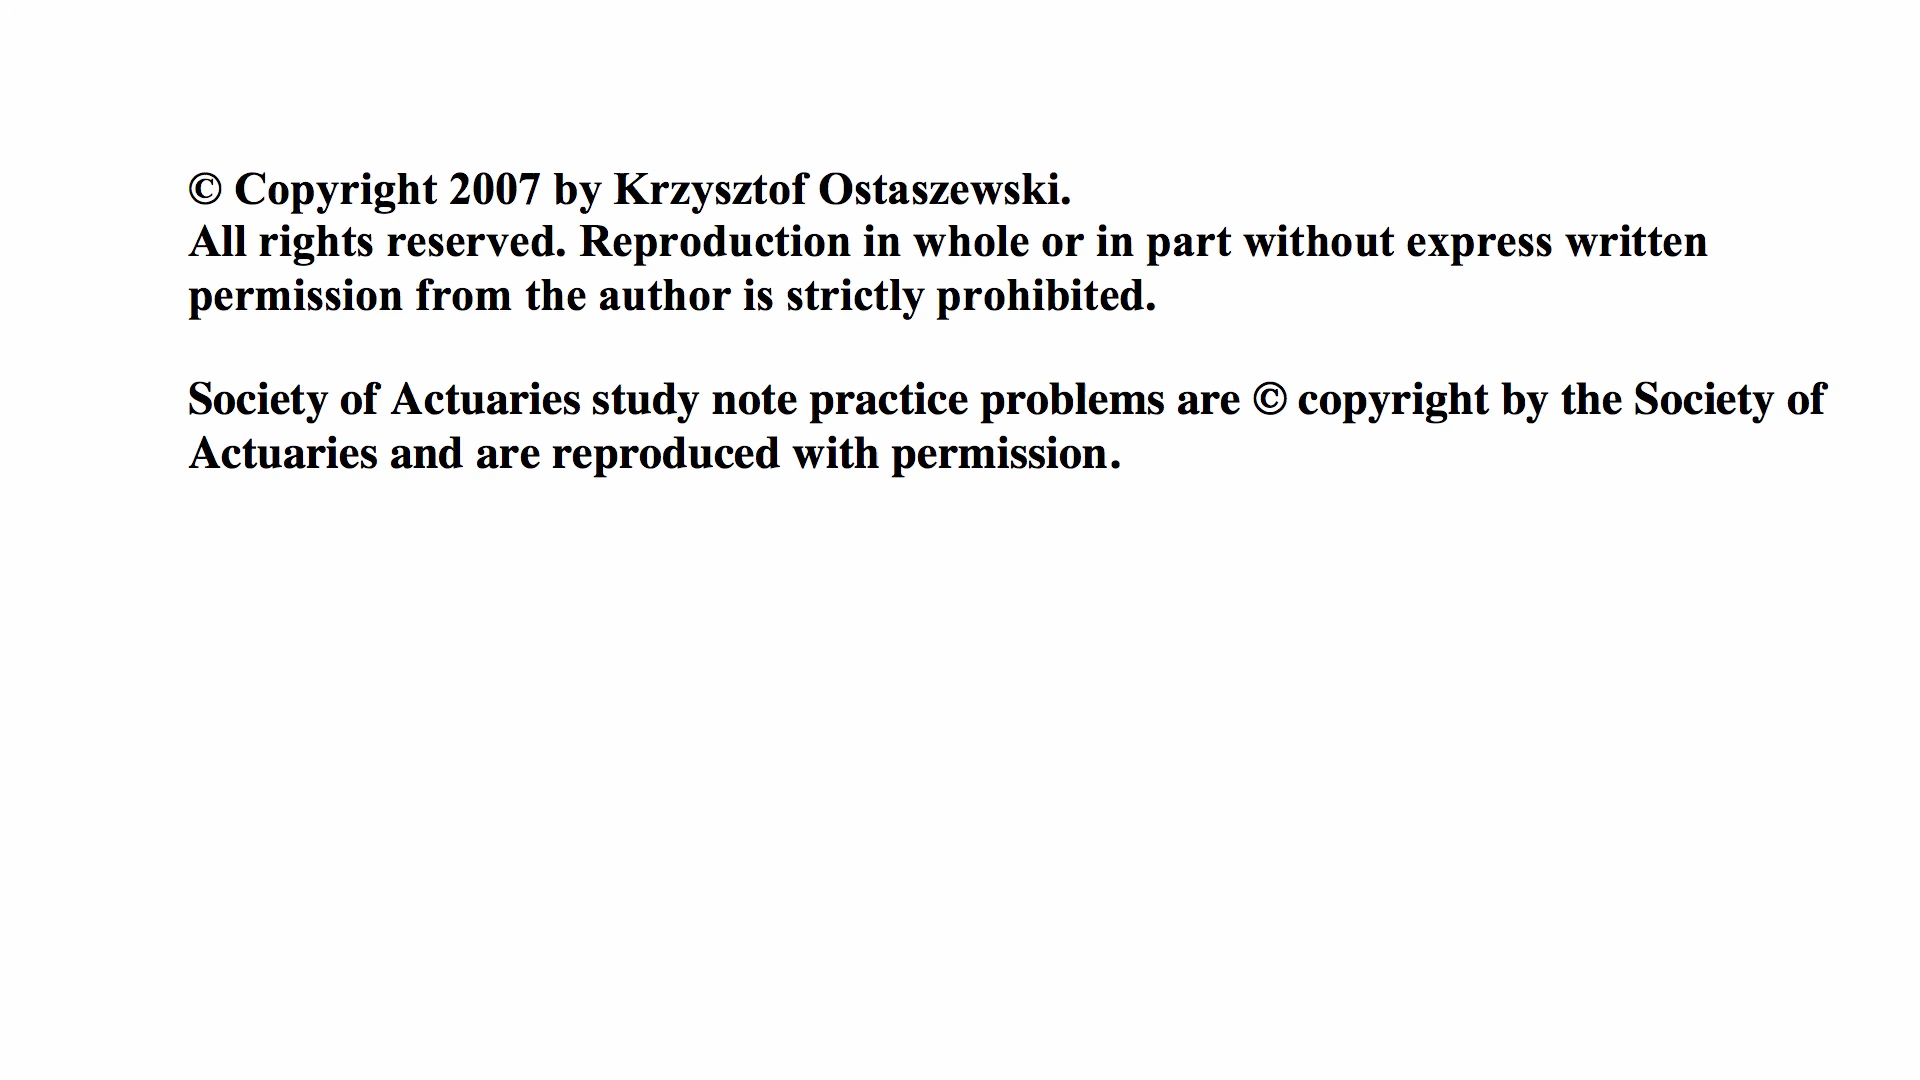 © Copyright 2007 by Krzysztof Ostaszewski.
All rights reserved. Reproduction in whole or in part without express written
permission from the author is strictly prohibited.
Society of Actuaries study note practice problems are © copyright by the Society of
Actuaries and are reproduced with permission.